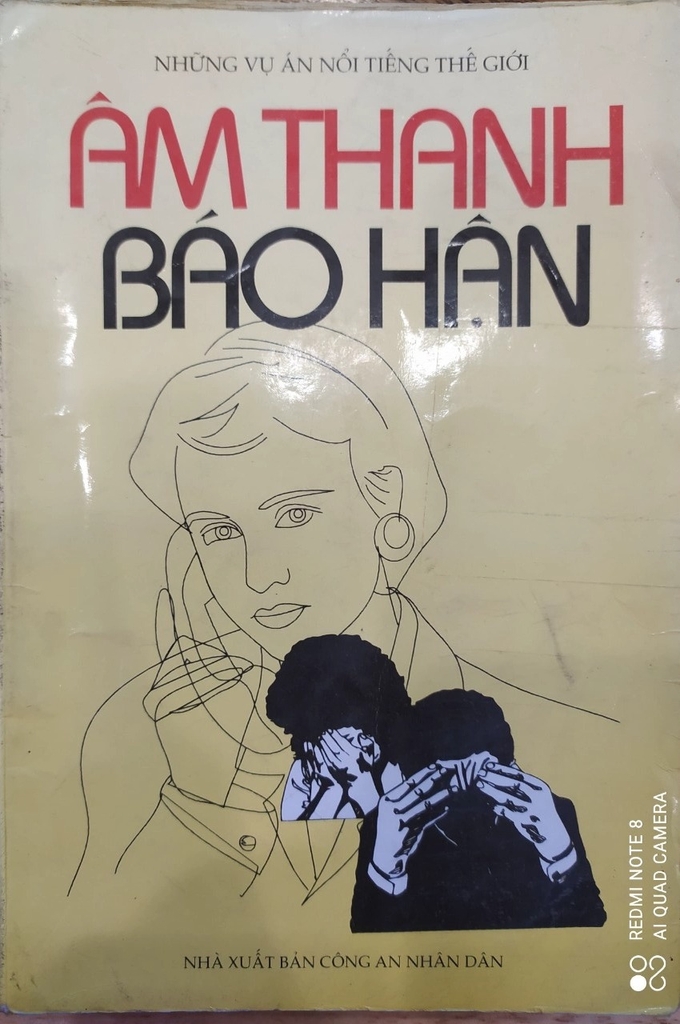 NHỮNG VỤ ÁN NỔI TIẾNG THẾ GIỚI
ÂM THANH
BÁO HẬN
NHÀ XUẤT BẢN CÔNG AN NHÂN DÂN
REDMI NOTE 8
AI QUAD CAMERA